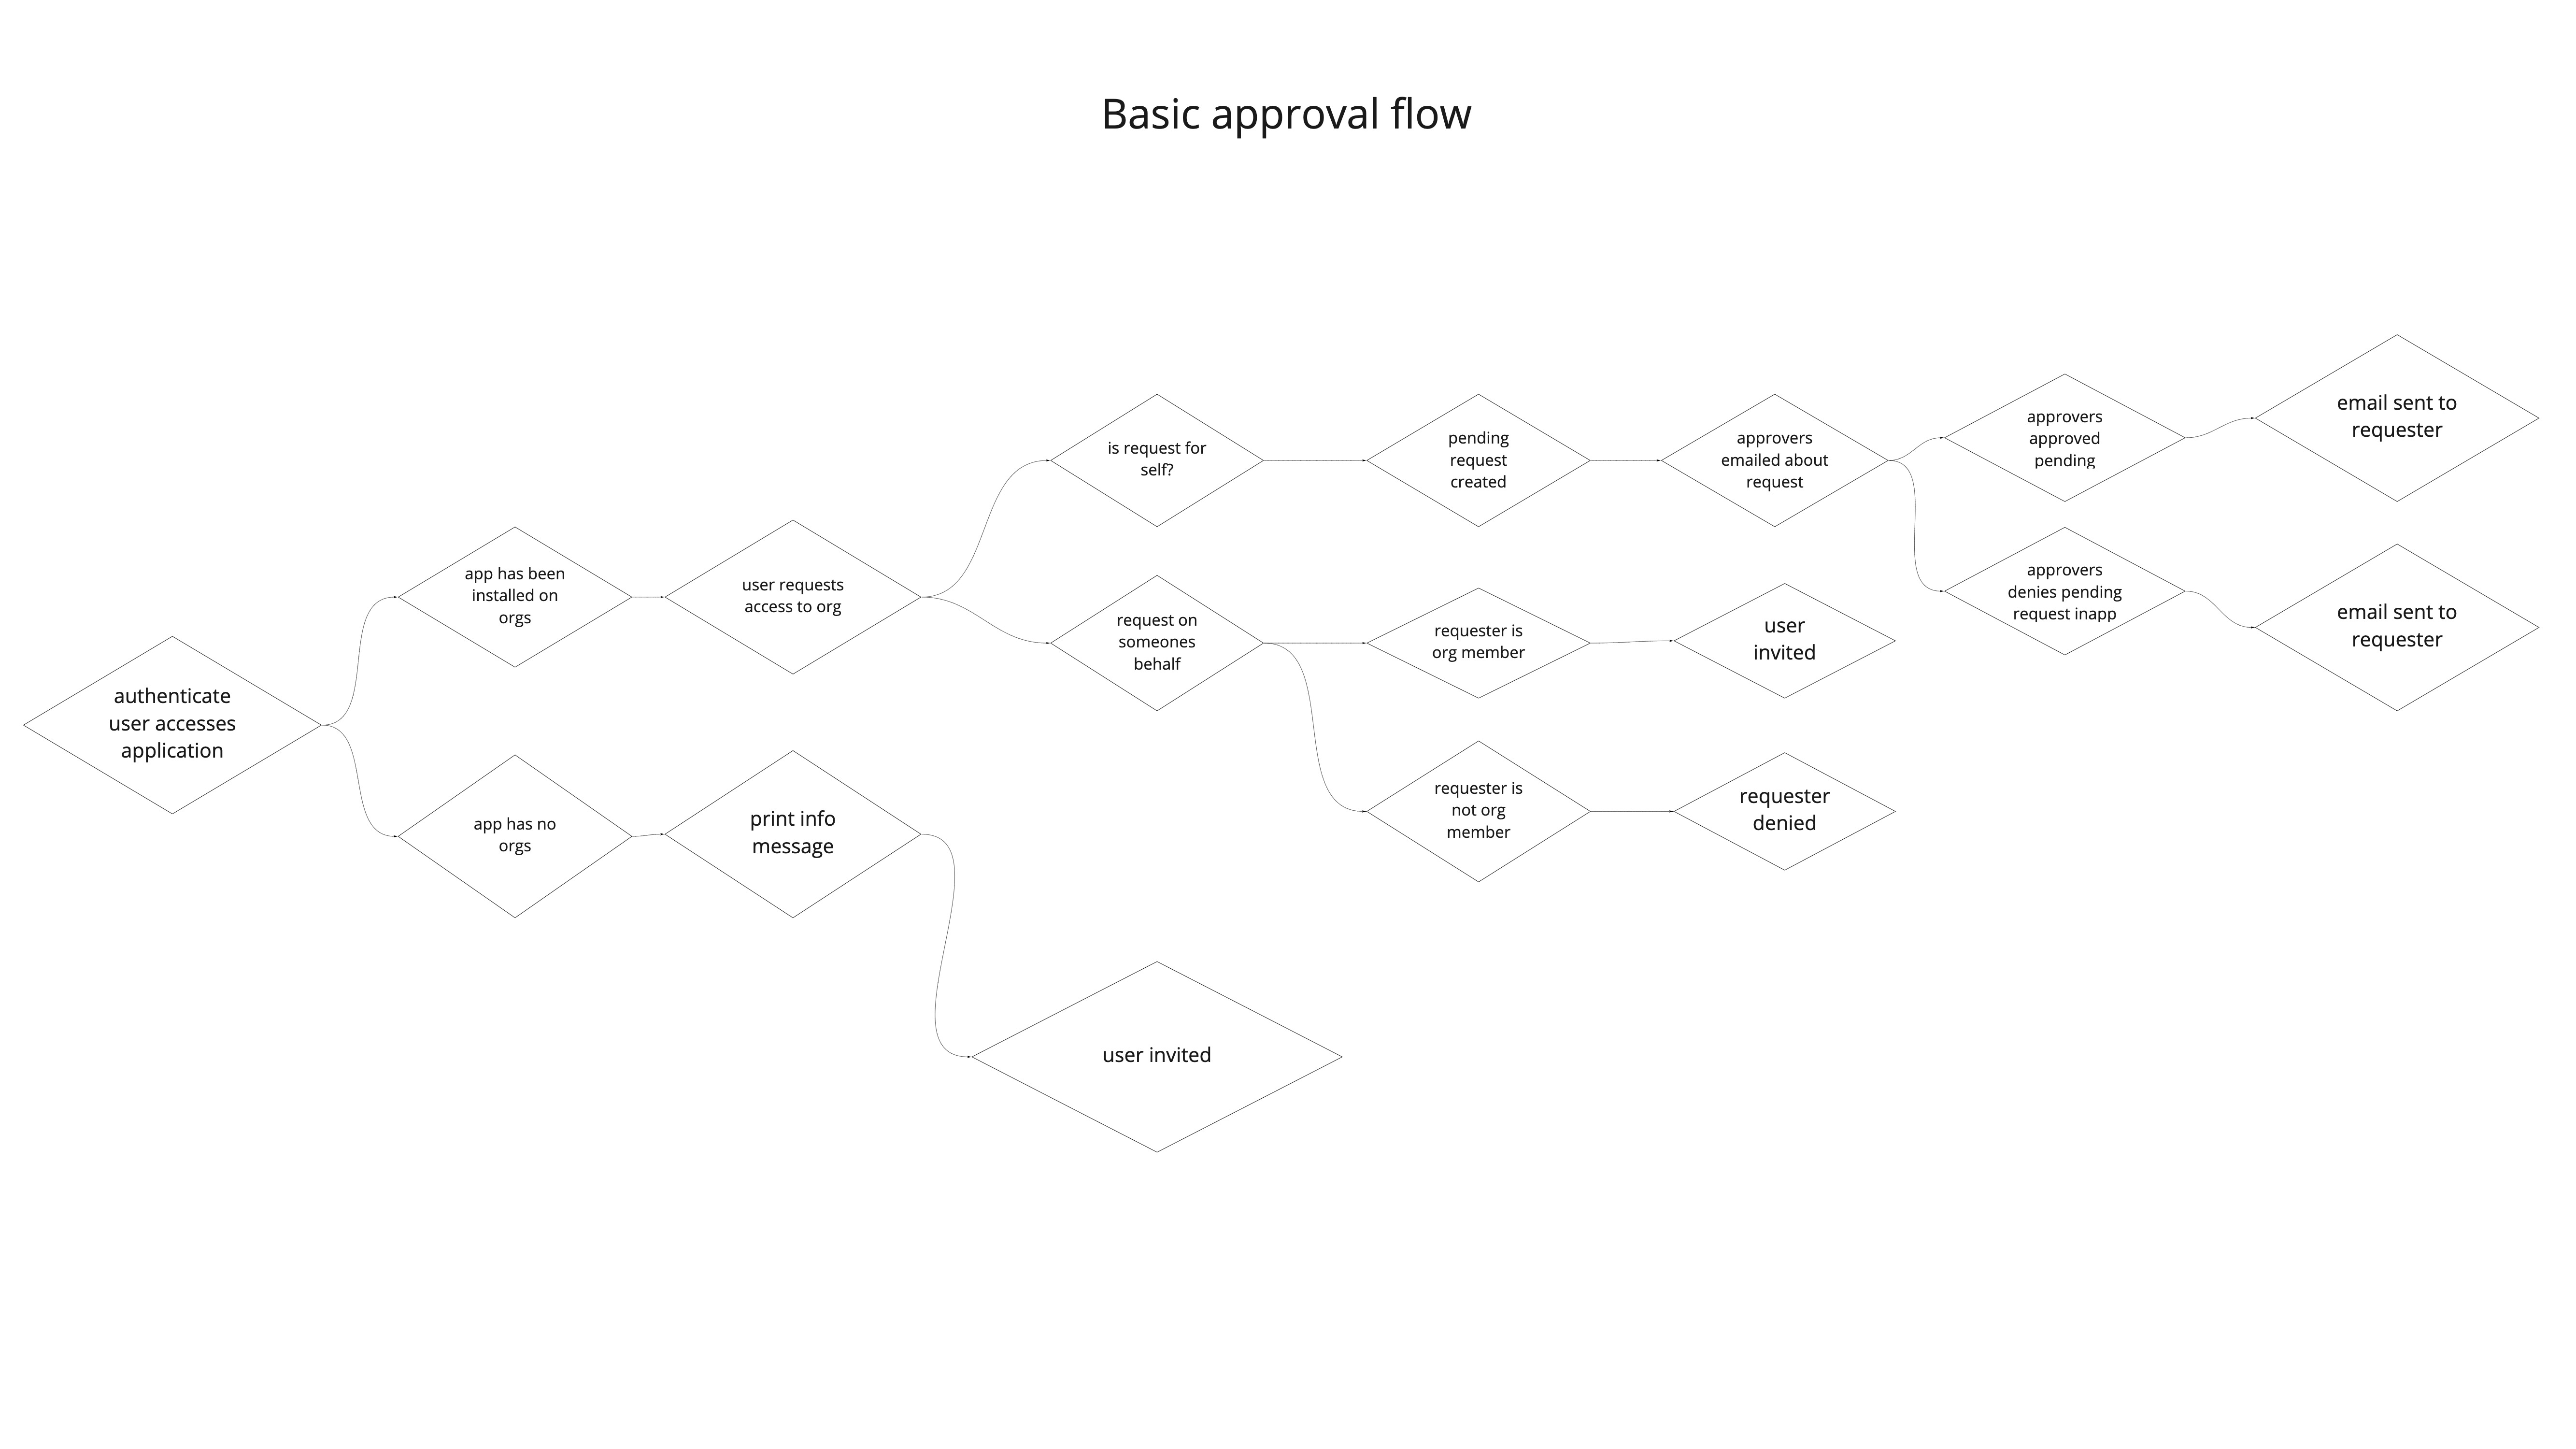 Basic approval flow
authenticate
user accesses
application
app has been
installed on
orgs
user requests
access to org
is request for
self?
pending
request
created
approvers
emailed about
request
approvers
approved
pending
email sent to
requester
approvers
denies pending
request inapp
email sent to
requester
request on
someones
behalf
requester is
org member
user
invited
requester is
not org
member
requester
denied
app has no
orgs
print info
message
user invited